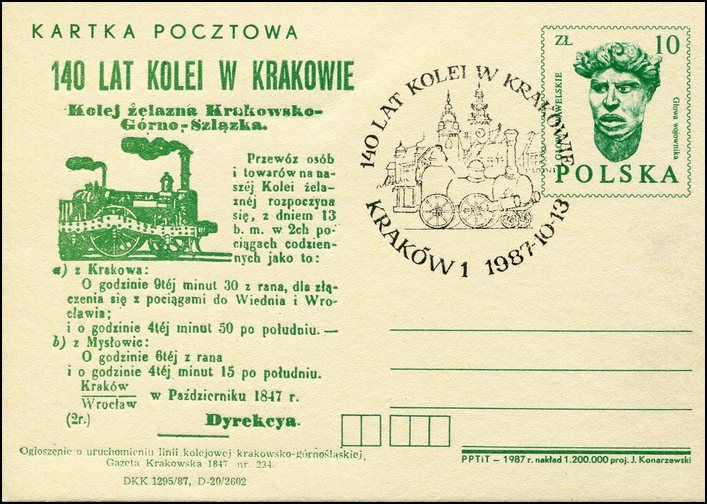 KARTKA POCZTOWA
140 LAT KOLEI W KRAKOWIE
Kolej żelazna Krakowsko-
Górno-Szlązka.
Przewóz osób
i towarów na na-
széj Kolei żela-
znéj rozpoczyna
się, z dniem 13
b. m. w 2ch po-
ciągach codzien-
nych jako to:
a) z Krakowa:
O godzinie 9téj minut 30 z rana, dla złą-
czenia się z pociągami do Wiednia i Wro-
cławia;
i o godzinie 4téj minut 50 po południu. —
b) z Mysłowic:
O godzinie 6téj z rana
i o godzinie 4téj minut 15 po południu.
Kraków
Wrocław
w Październiku 1847 r.
(2r.) Dyrekcya.
Ogłoszenie o uruchomieniu linii kolejowej krakowsko-górnośląskiej.
Gazeta Krakowska 1847 nr. 234.
DKK 1295/87, D-20/2602
140 LAT KOLEI W KRAKOWIE
KRAKÓW 1 1987-10-13
ZŁ 10
GŁOWY WAWELSKIE
Głowa wojownika
POLSKA
PPTiT – 1987 r. nakład 1.200.000 proj. J. Konarzewski